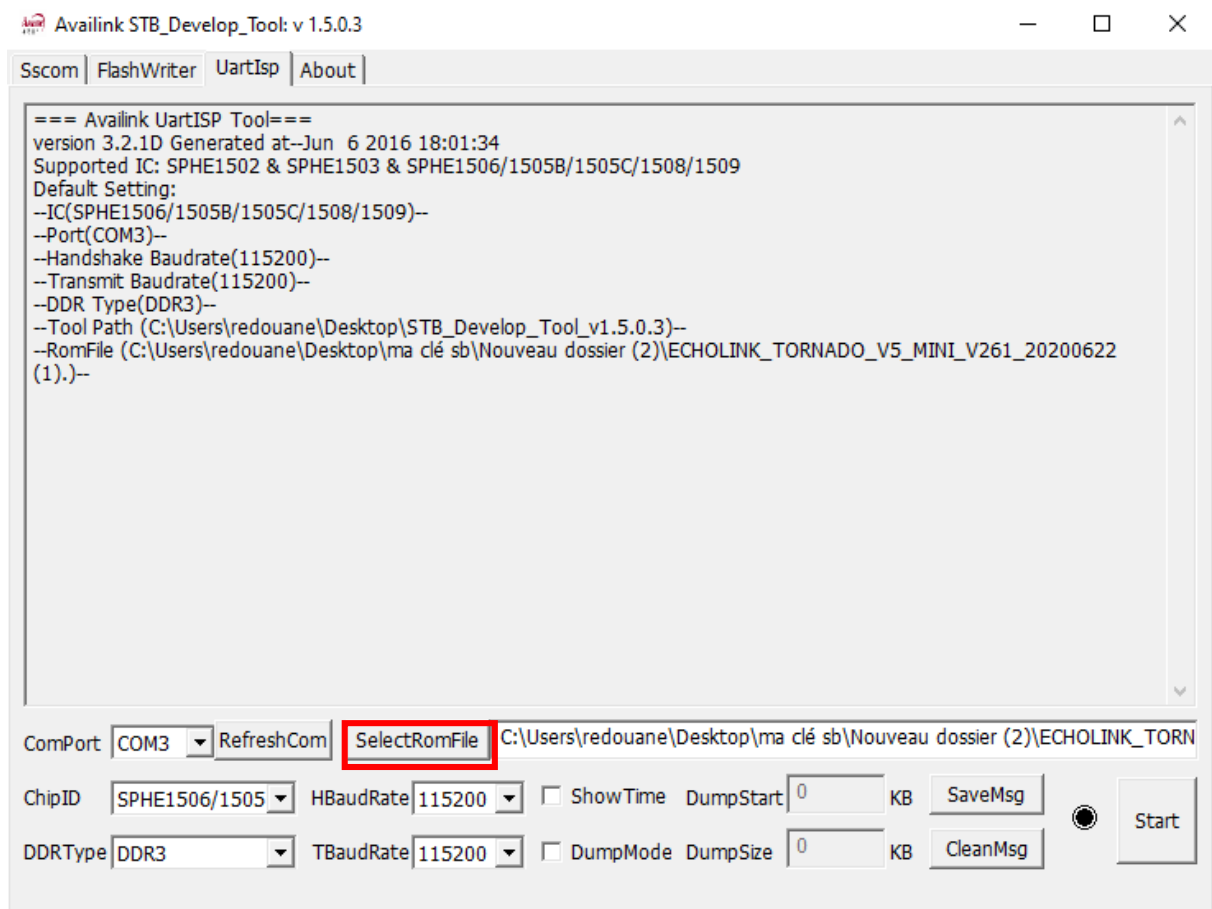 Availink STB_Develop_Tool: v 1.5.0.3
Sscom FlashWriter UartIsp About
=== Availink UartISP Tool===
version 3.2.1D Generated at--Jun  6 2016 18:01:34
Supported IC: SPHE1502 & SPHE1503 & SPHE1506/1505B/1505C/1508/1509
Default Setting:
--IC(SPHE1506/1505B/1505C/1508/1509)--
--Port(COM3)--
--Handshake Baudrate(115200)--
--Transmit Baudrate(115200)--
--DDR Type(DDR3)--
--Tool Path (C:\Users\redouane\Desktop\STB_Develop_Tool_v1.5.0.3)--
--RomFile (C:\Users\redouane\Desktop\ma clé sb\Nouveau dossier (2)\ECHOLINK_TORNADO_V5_MINI_V261_20200622
(1).)--
ComPort COM3 RefreshCom SelectRomFile C:\Users\redouane\Desktop\ma clé sb\Nouveau dossier (2)\ECHOLINK_TORN
ChipID SPHE1506/1505 HBaudRate 115200 ShowTime DumpStart 0 KB SaveMsg
Start
DDRType DDR3 TBaudRate 115200 DumpMode DumpSize 0 KB CleanMsg